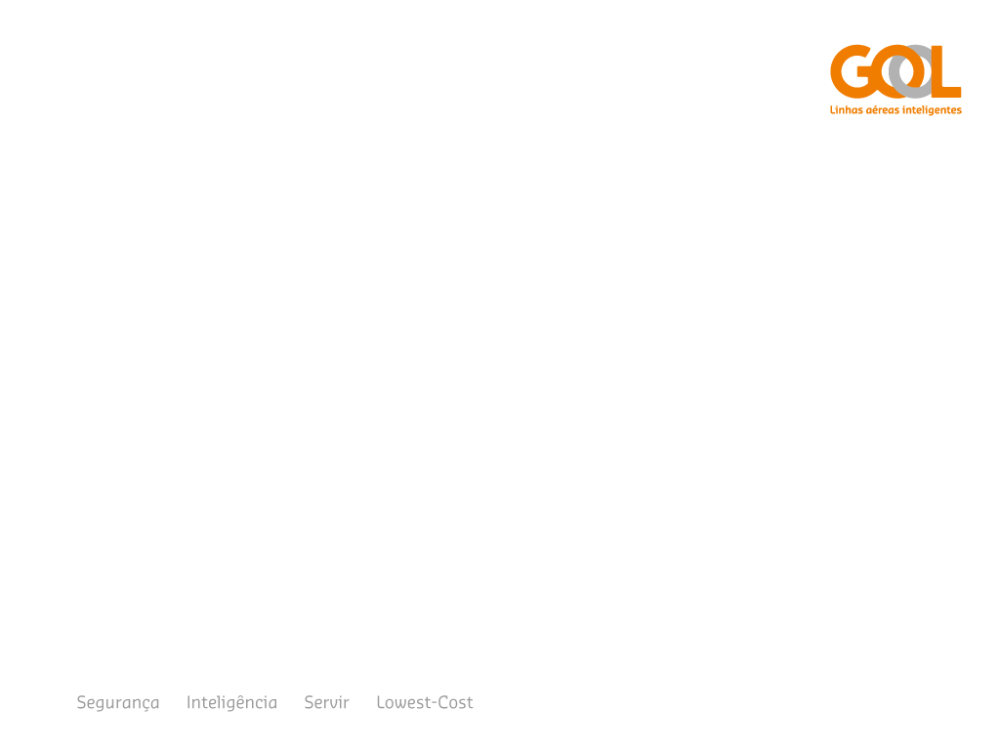 GOL
Linhas aéreas inteligentes
Segurança Inteligência Servir Lowest-Cost